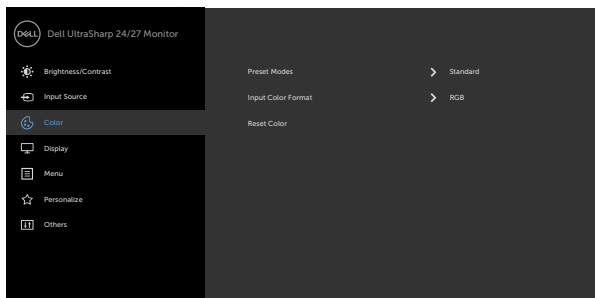 DELL Dell UltraSharp 24/27 Monitor
Brightness/Contrast
Preset Modes Standard
Input Source
Input Color Format RGB
Color
Reset Color
Display
Menu
Personalize
Others